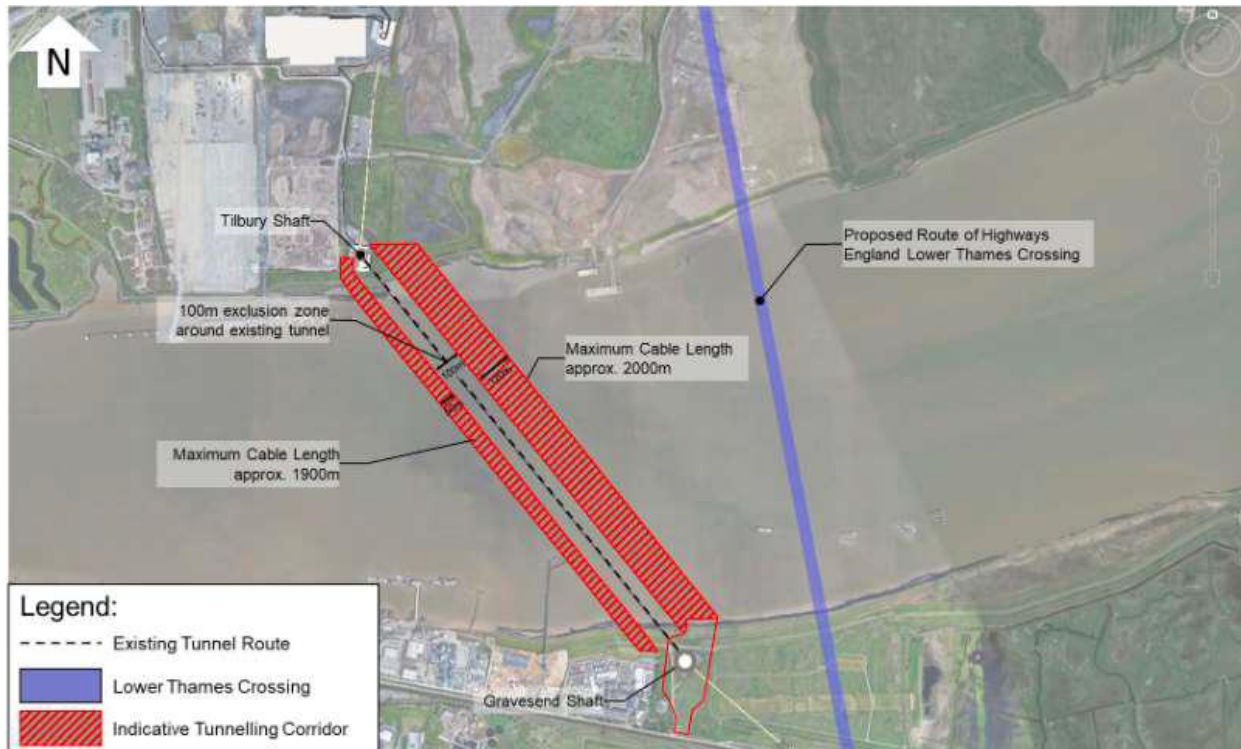 N
Tilbury Shaft
Proposed Route of Highways
England Lower Thames Crossing
100m exclusion zone
around existing tunnel
100m
120m
Maximum Cable Length
approx. 2000m
Maximum Cable Length
approx. 1900m
Gravesend Shaft
Legend:
Existing Tunnel Route
Lower Thames Crossing
Indicative Tunnelling Corridor